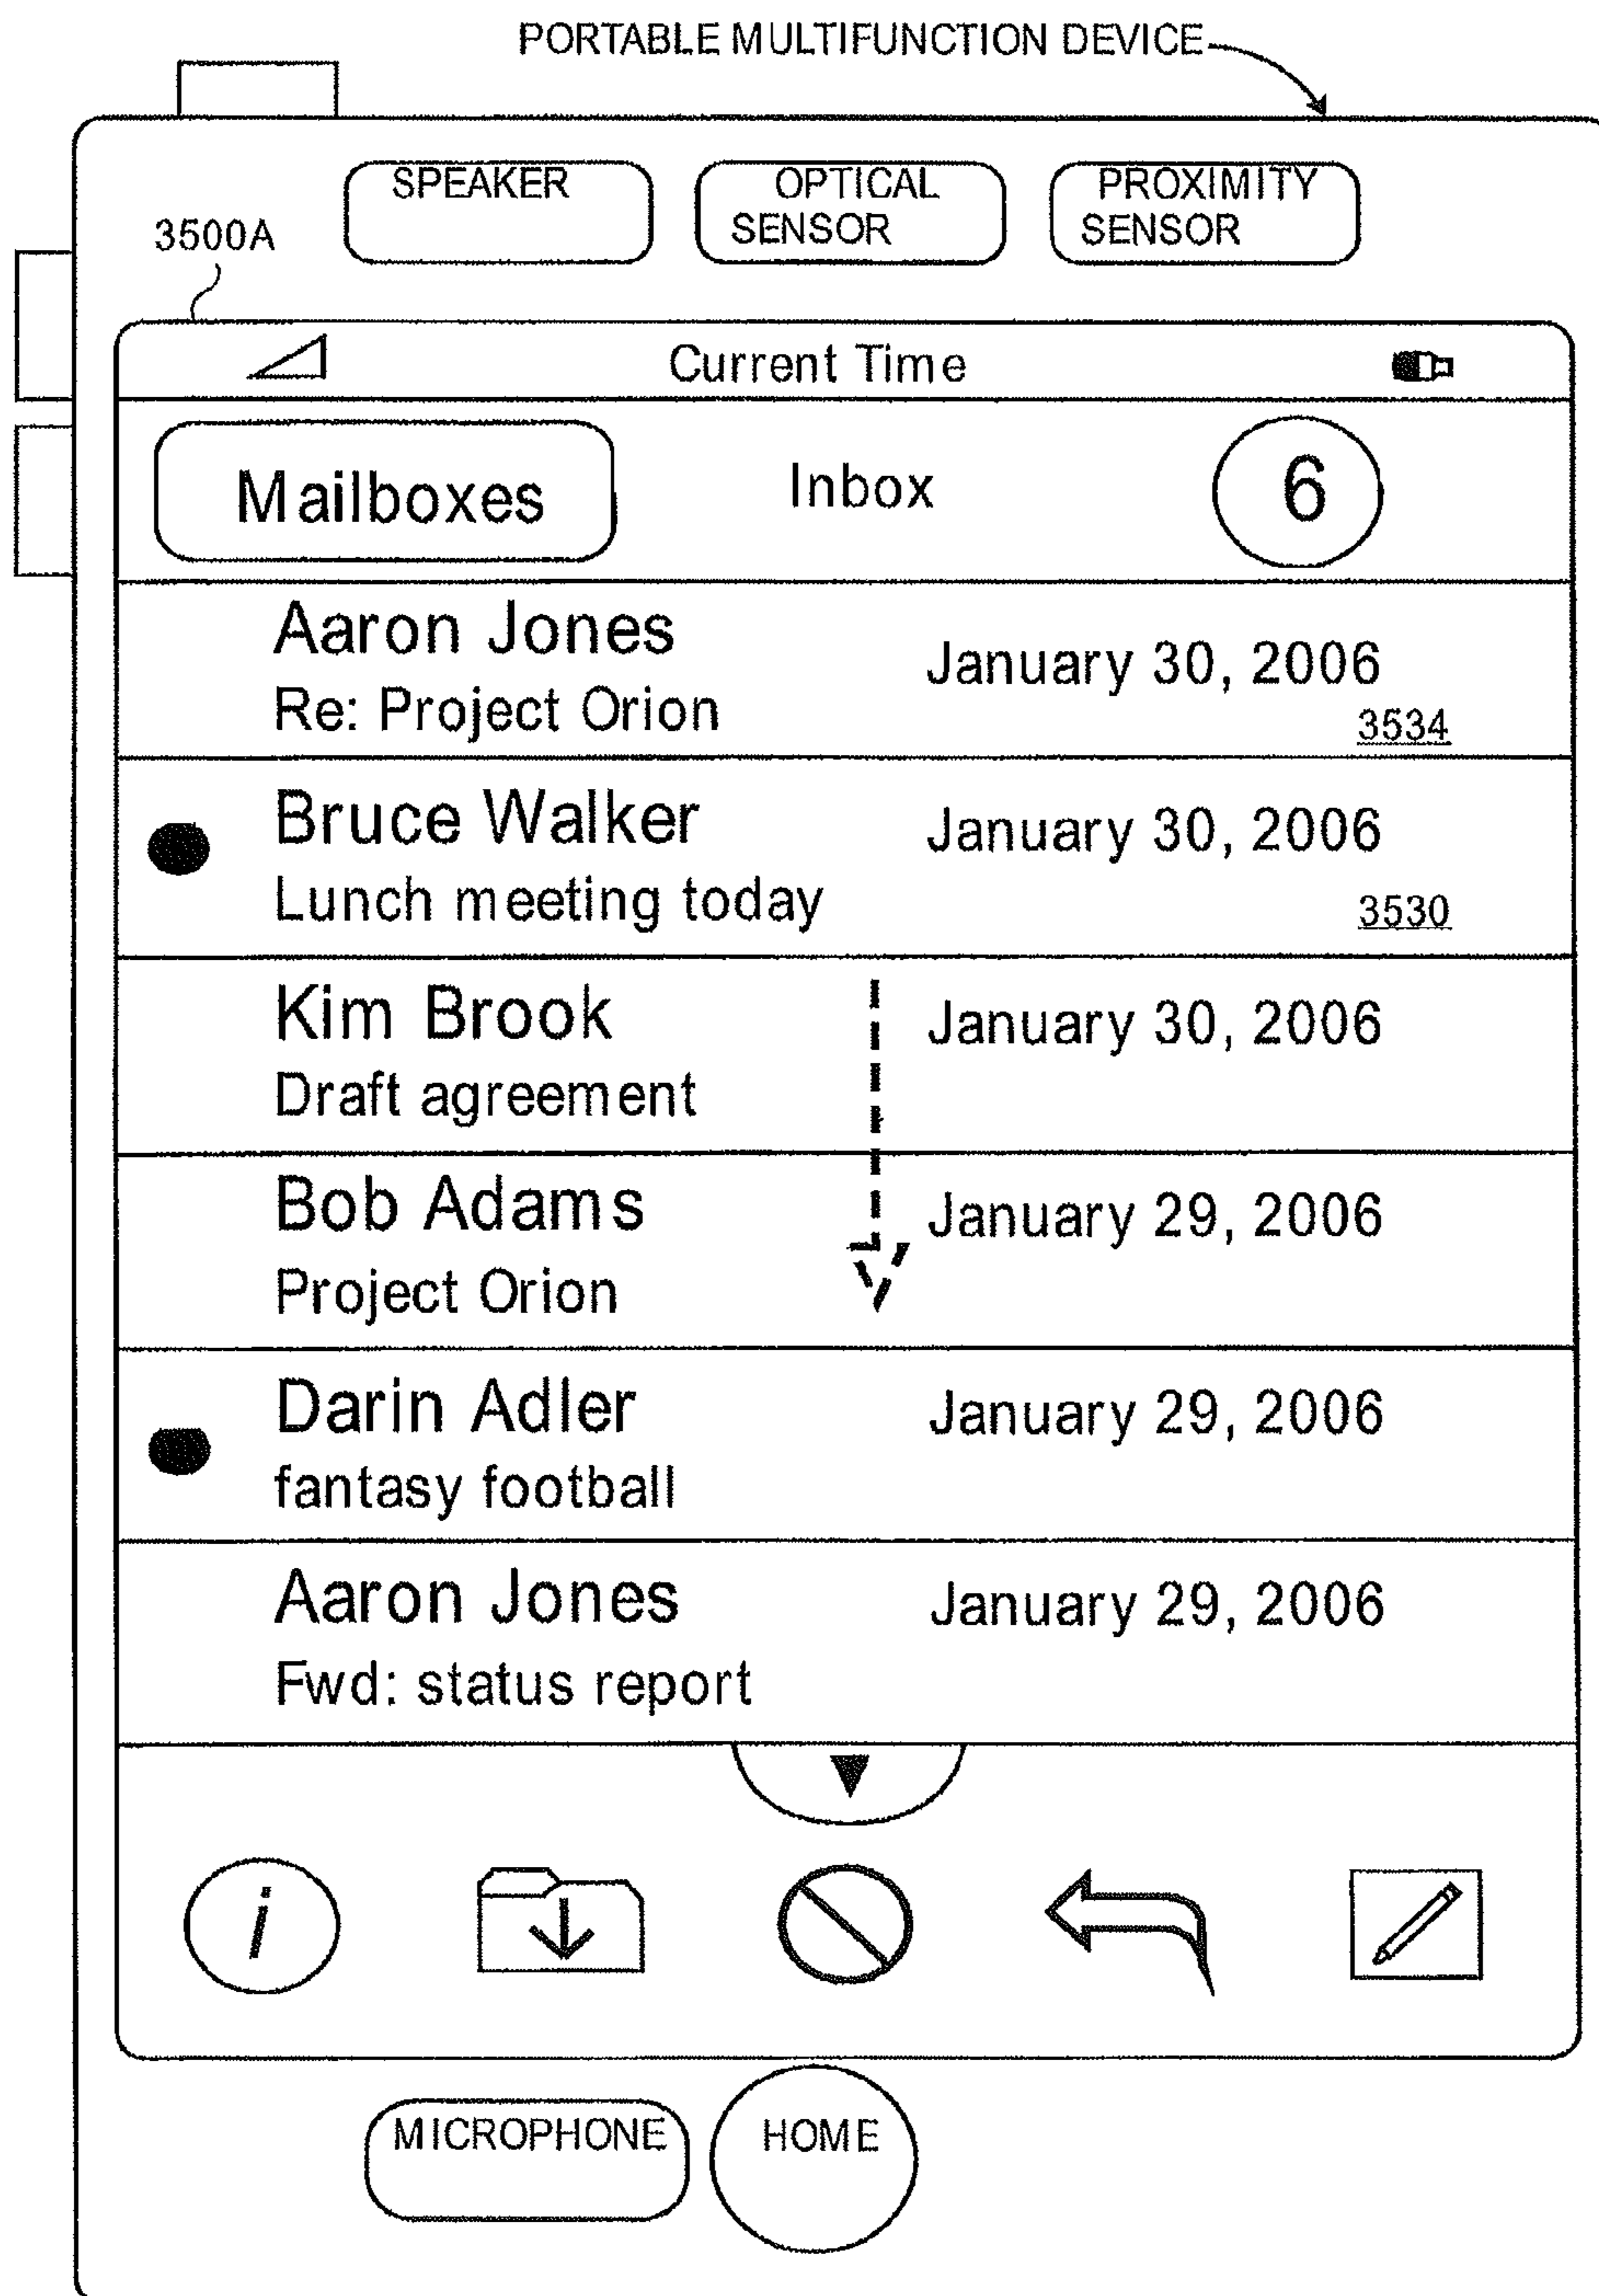 PORTABLE MULTIFUNCTION DEVICE
SPEAKER
OPTICAL
SENSOR
PROXIMITY
SENSOR
3500A
Current Time
Mailboxes
Inbox
6
Aaron Jones
January 30, 2006
Re: Project Orion
3534
Bruce Walker
January 30, 2006
Lunch meeting today
3530
Kim Brook
January 30, 2006
Draft agreement
Bob Adams
January 29, 2006
Project Orion
Darin Adler
January 29, 2006
fantasy football
Aaron Jones
January 29, 2006
Fwd: status report
i
MICROPHONE
HOME